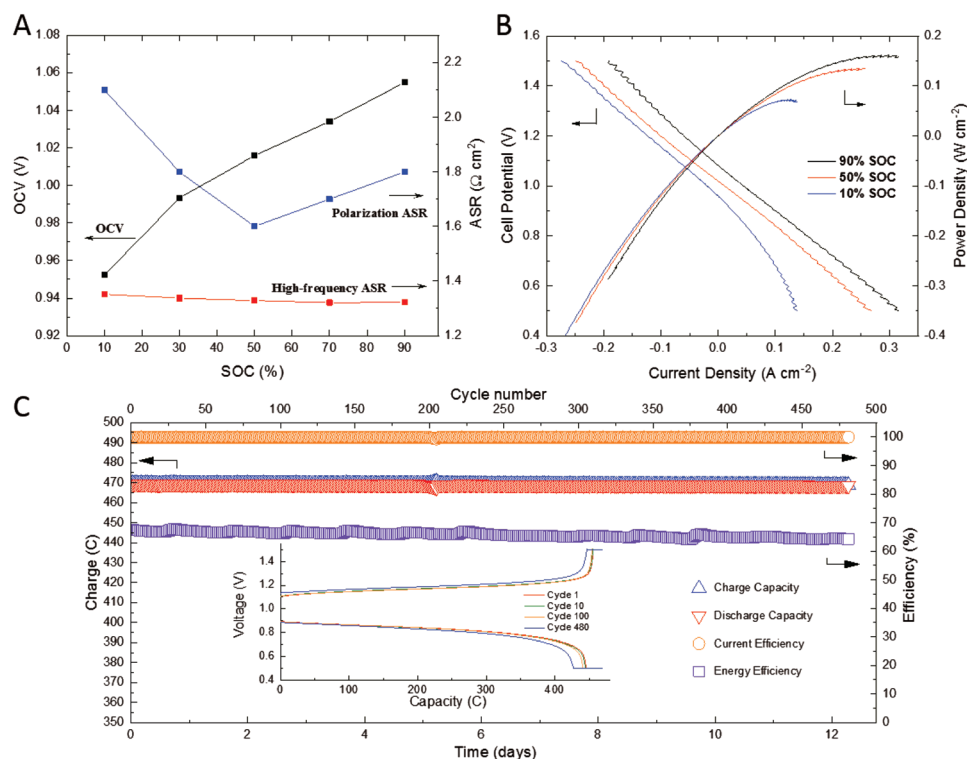 A
B
1.08
1.06
1.04
1.02
1.00
0.98
0.96
0.94
0.92
OCV (V)
2.2
2.1
2.0
1.8
1.6
1.4
1.2
ASR (Ω cm²)
OCV
Polarization ASR
High-frequency ASR
0 10 20 30 40 50 60 70 80 90
SOC (%)
1.6
1.4
1.2
1.0
0.8
0.6
0.4
Cell Potential (V)
0.2
0.1
0.0
-0.1
-0.2
-0.3
-0.4
Power Density (W cm⁻²)
90% SOC
50% SOC
10% SOC
-0.3 -0.2 -0.1 0.0 0.1 0.2 0.3
Current Density (A cm⁻²)
C
Cycle number
0 50 100 150 200 250 300 350 400 450 500
500
490
480
470
460
450
440
430
420
410
400
390
380
370
360
350
Charge (C)
100
90
80
70
60
50
40
30
20
10
0
Efficiency (%)
1.2
1.0
0.8
0.6
0.4
Voltage (V)
Cycle 1
Cycle 10
Cycle 100
Cycle 480
0 100 200 300 400
Capacity (C)
Charge Capacity
Discharge Capacity
Current Efficiency
Energy Efficiency
0 2 4 6 8 10 12
Time (days)